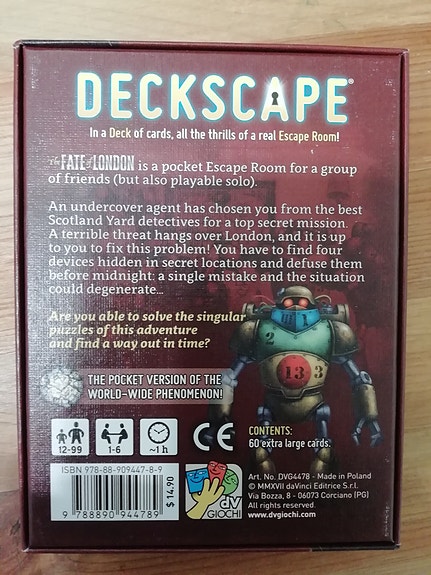 DECKSCAPE®
In a Deck of cards, all the thrills of a real Escape Room!
The FATE of LONDON is a pocket Escape Room for a group
of friends (but also playable solo).
An undercover agent has chosen you from the best
Scotland Yard detectives for a top secret mission.
A terrible threat hangs over London, and it is up
to you to fix this problem! You have to find four
devices hidden in secret locations and defuse them
before midnight: a single mistake and the situation
could degenerate...
Are you able to solve the singular
puzzles of this adventure
and find a way out in time?
1
2
13 3
THE POCKET VERSION OF THE
WORLD-WIDE PHENOMENON!
12-99
1-6
~1 h
CE
CONTENTS:
60 extra large cards.
ISBN 978-88-909447-8-9
$ 14.90
9 788890 944789
dV
GIOCHI
Art. No. DVG4478 - Made in Poland
© MMXVII daVinci Editrice S.r.l.
Via Bozza, 8 - 06073 Corciano (PG)
All rights reserved.
www.dvgiochi.com